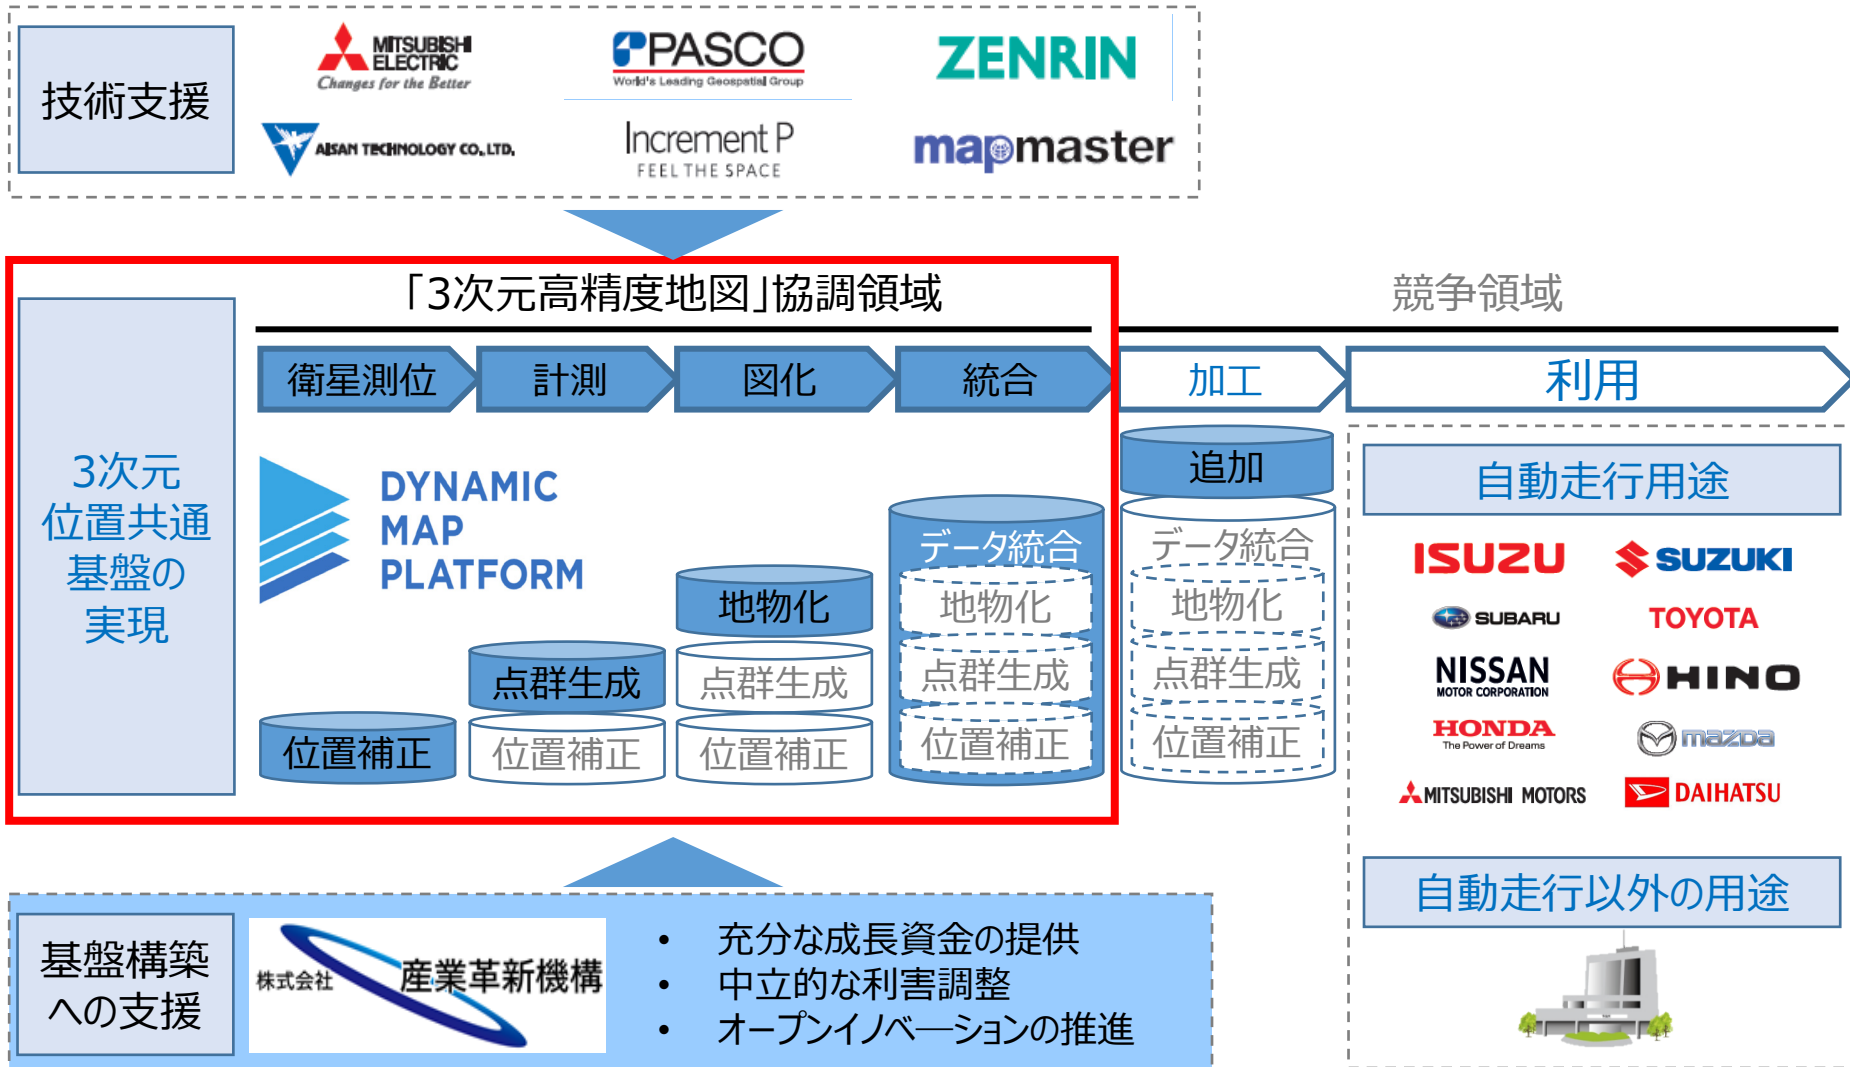 技術支援
MITSUBISHI
ELECTRIC
Changes for the Better
PASCO
World's Leading Geospatial Group
ZENRIN
AISAN TECHNOLOGY CO., LTD.
Increment P
FEEL THE SPACE
mapmaster
「3次元高精度地図」協調領域
競争領域
3次元
位置共通
基盤の
実現
衛星測位
計測
図化
統合
加工
利用
DYNAMIC
MAP
PLATFORM
位置補正
点群生成
位置補正
地物化
点群生成
位置補正
データ統合
地物化
点群生成
位置補正
追加
データ統合
地物化
点群生成
位置補正
自動走行用途
ISUZU
SUZUKI
SUBARU
TOYOTA
NISSAN
MOTOR CORPORATION
HINO
HONDA
The Power of Dreams
mazda
MITSUBISHI MOTORS
DAIHATSU
自動走行以外の用途
基盤構築
への支援
株式会社 産業革新機構
• 充分な成長資金の提供
• 中立的な利害調整
• オープンイノベーションの推進